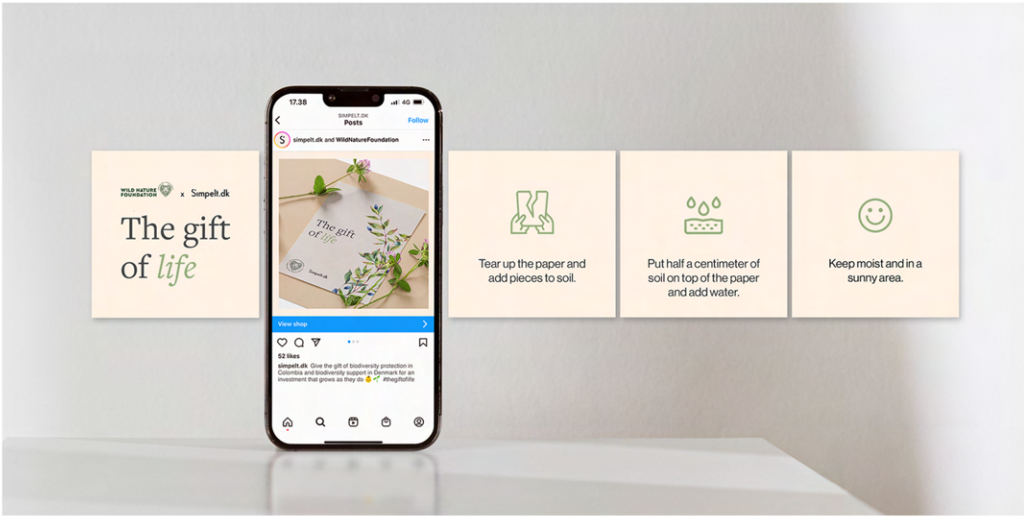 WILD NATURE
FOUNDATION
x
Simpelt.dk
The gift
of life
17.38
4G
SIMPELT.DK
Posts
Follow
S
simpelt.dk and WildNatureFoundation
The gift
of life
Simpelt.dk
View shop
52 likes
simpelt.dk Give the gift of biodiversity protection in
Colombia and biodiversity support in Denmark for an
investment that grows as they do #thegiftoflife
Tear up the paper and
add pieces to soil.
Put half a centimeter of
soil on top of the paper
and add water.
Keep moist and in a
sunny area.